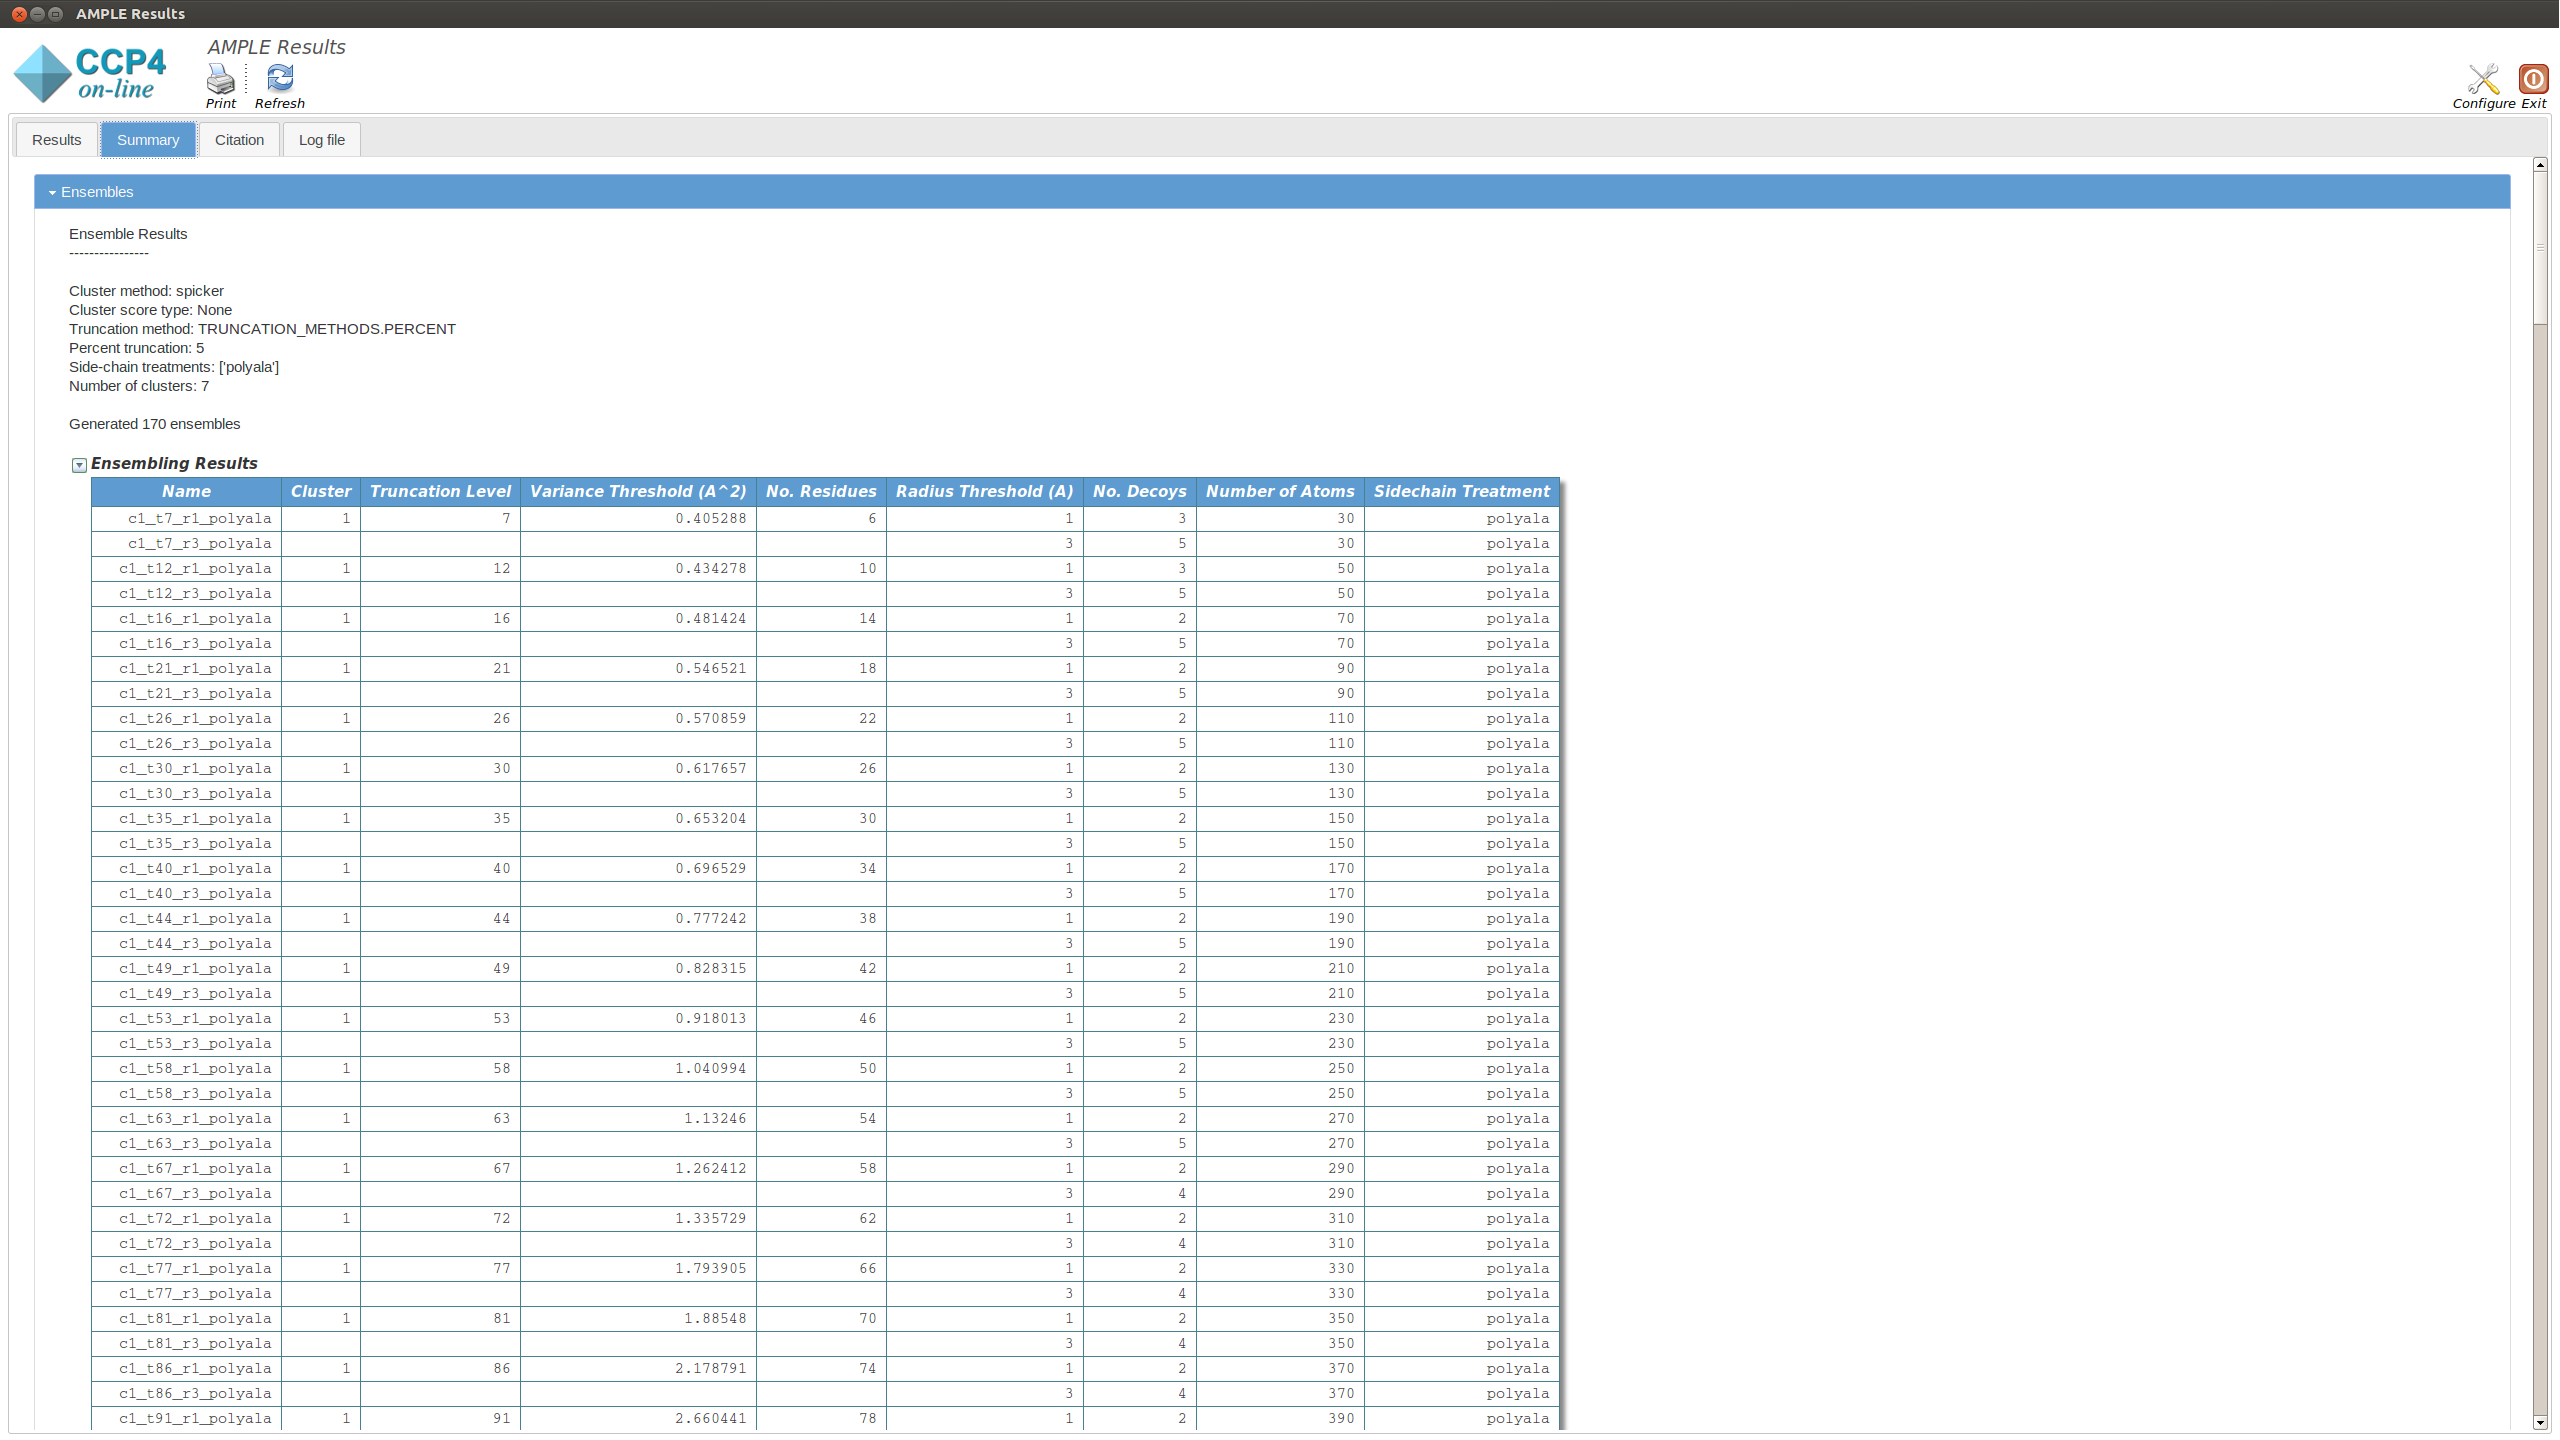 AMPLE Results
CCP4
on-line
AMPLE Results
Print Refresh
Configure Exit
Results Summary Citation Log file
Ensembles
Ensemble Results
----------------
Cluster method: spicker
Cluster score type: None
Truncation method: TRUNCATION_METHODS.PERCENT
Percent truncation: 5
Side-chain treatments: ['polyala']
Number of clusters: 7
Generated 170 ensembles
Ensembling Results
Name Cluster Truncation Level Variance Threshold (A^2) No. Residues Radius Threshold (A) No. Decoys Number of Atoms Sidechain Treatment
c1_t7_r1_polyala 1 7 0.405288 6 1 3 30 polyala
c1_t7_r3_polyala 3 5 30 polyala
c1_t12_r1_polyala 1 12 0.434278 10 1 3 50 polyala
c1_t12_r3_polyala 3 5 50 polyala
c1_t16_r1_polyala 1 16 0.481424 14 1 2 70 polyala
c1_t16_r3_polyala 3 5 70 polyala
c1_t21_r1_polyala 1 21 0.546521 18 1 2 90 polyala
c1_t21_r3_polyala 3 5 90 polyala
c1_t26_r1_polyala 1 26 0.570859 22 1 2 110 polyala
c1_t26_r3_polyala 3 5 110 polyala
c1_t30_r1_polyala 1 30 0.617657 26 1 2 130 polyala
c1_t30_r3_polyala 3 5 130 polyala
c1_t35_r1_polyala 1 35 0.653204 30 1 2 150 polyala
c1_t35_r3_polyala 3 5 150 polyala
c1_t40_r1_polyala 1 40 0.696529 34 1 2 170 polyala
c1_t40_r3_polyala 3 5 170 polyala
c1_t44_r1_polyala 1 44 0.777242 38 1 2 190 polyala
c1_t44_r3_polyala 3 5 190 polyala
c1_t49_r1_polyala 1 49 0.828315 42 1 2 210 polyala
c1_t49_r3_polyala 3 5 210 polyala
c1_t53_r1_polyala 1 53 0.918013 46 1 2 230 polyala
c1_t53_r3_polyala 3 5 230 polyala
c1_t58_r1_polyala 1 58 1.040994 50 1 2 250 polyala
c1_t58_r3_polyala 3 5 250 polyala
c1_t63_r1_polyala 1 63 1.13246 54 1 2 270 polyala
c1_t63_r3_polyala 3 5 270 polyala
c1_t67_r1_polyala 1 67 1.262412 58 1 2 290 polyala
c1_t67_r3_polyala 3 4 290 polyala
c1_t72_r1_polyala 1 72 1.335729 62 1 2 310 polyala
c1_t72_r3_polyala 3 4 310 polyala
c1_t77_r1_polyala 1 77 1.793905 66 1 2 330 polyala
c1_t77_r3_polyala 3 4 330 polyala
c1_t81_r1_polyala 1 81 1.88548 70 1 2 350 polyala
c1_t81_r3_polyala 3 4 350 polyala
c1_t86_r1_polyala 1 86 2.178791 74 1 2 370 polyala
c1_t86_r3_polyala 3 4 370 polyala
c1_t91_r1_polyala 1 91 2.660441 78 1 2 390 polyala